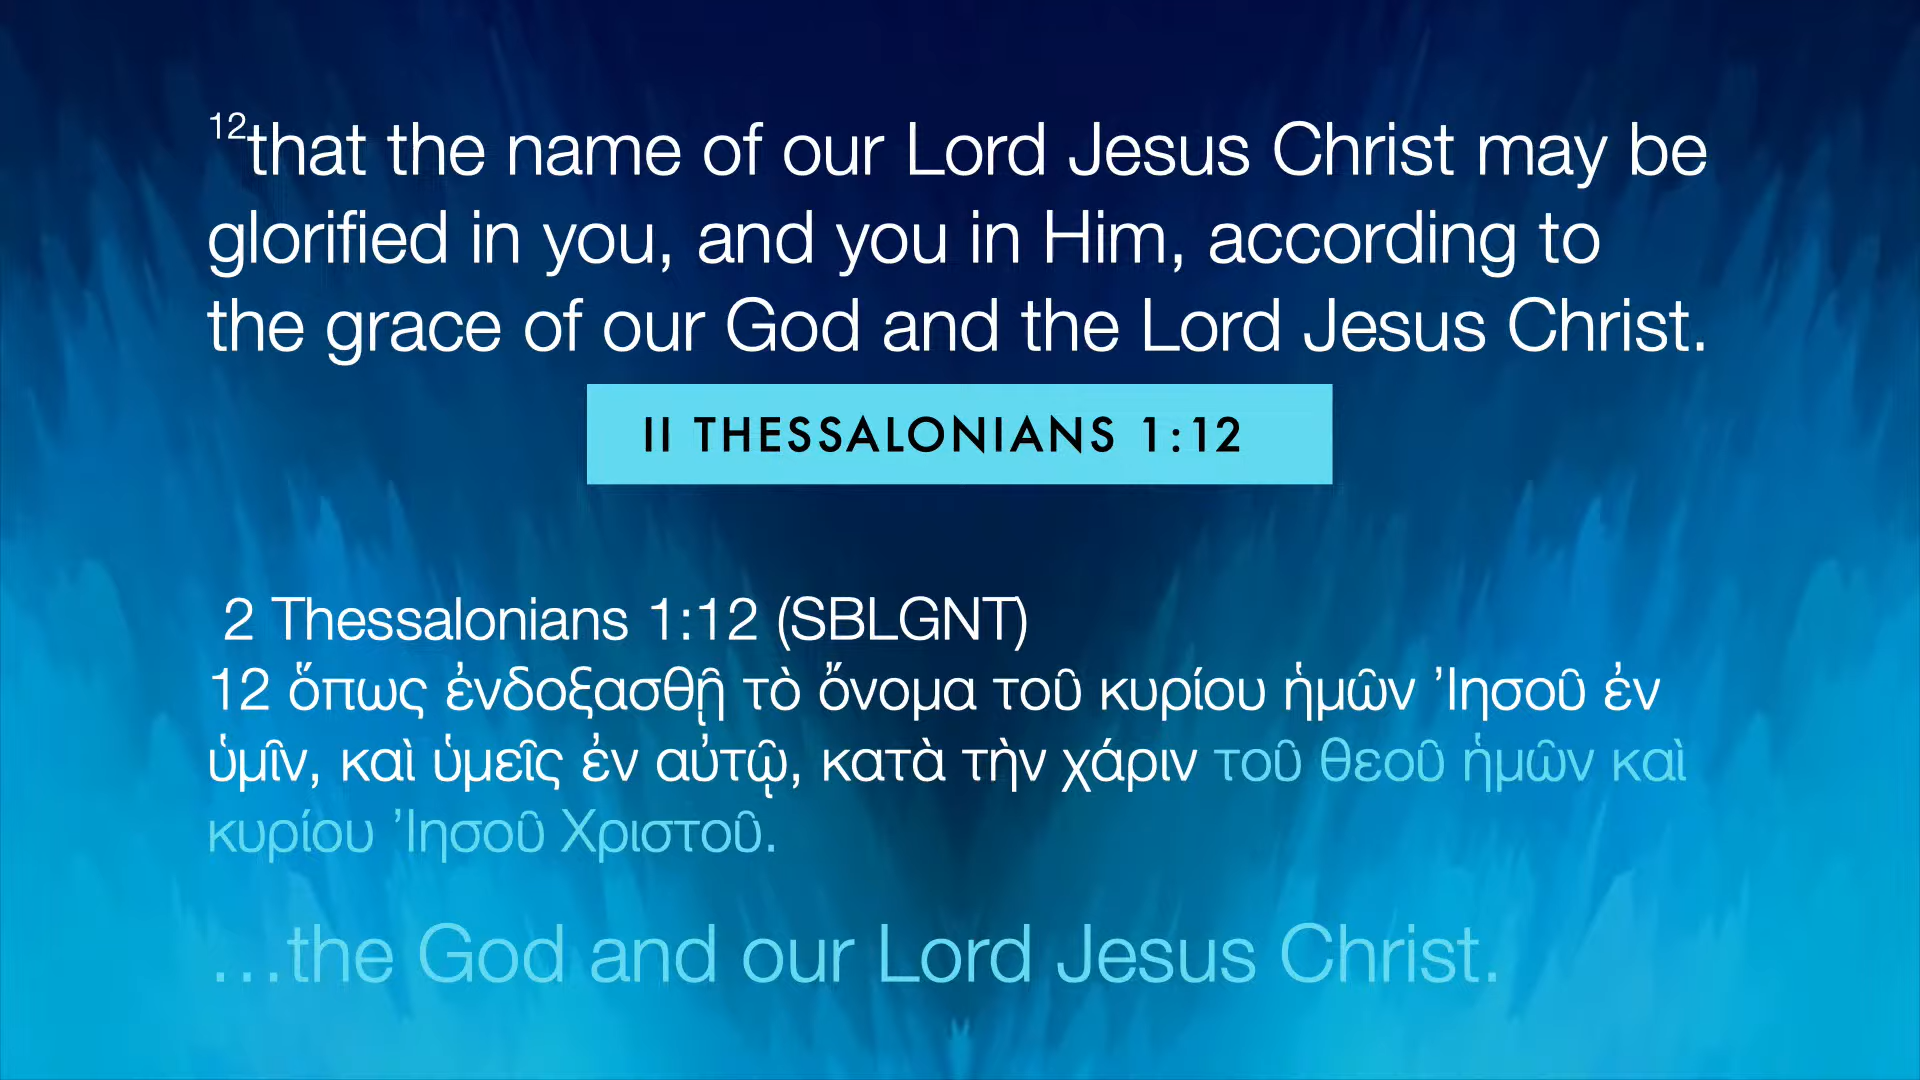 12that the name of our Lord Jesus Christ may be
glorified in you, and you in Him, according to
the grace of our God and the Lord Jesus Christ.
II THESSALONIANS 1:12
2 Thessalonians 1:12 (SBLGNT)
12 ὅπως ἐνδοξασθῇ τὸ ὄνομα τοῦ κυρίου ἡμῶν Ἰησοῦ ἐν
ὑμῖν, καὶ ὑμεῖς ἐν αὐτῷ, κατὰ τὴν χάριν τοῦ θεοῦ ἡμῶν καὶ
κυρίου Ἰησοῦ Χριστοῦ.
…the God and our Lord Jesus Christ.